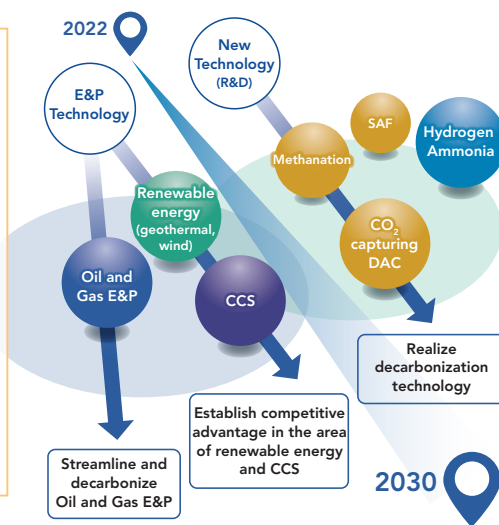 2022
New
Technology
(R&D)
E&P
Technology
SAF
Hydrogen
Ammonia
Methanation
Renewable
energy
(geothermal,
wind)
CO₂
capturing
DAC
Oil and
Gas E&P
CCS
Realize
decarbonization
technology
Establish competitive
advantage in the area
of renewable energy
and CCS
Streamline and
decarbonize
Oil and Gas E&P
2030